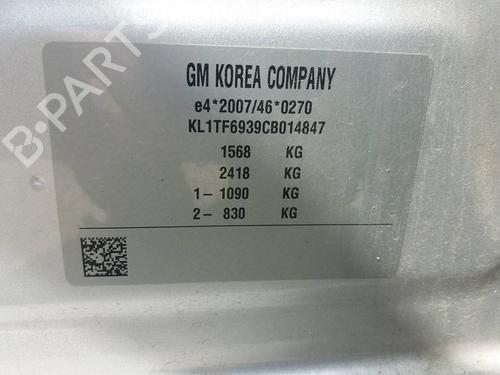 GM KOREA COMPANY
e4*2007/46*0270
KL1TF6939CB014847
1568 KG
2418 KG
1- 1090 KG
2- 830 KG
B-PARTS